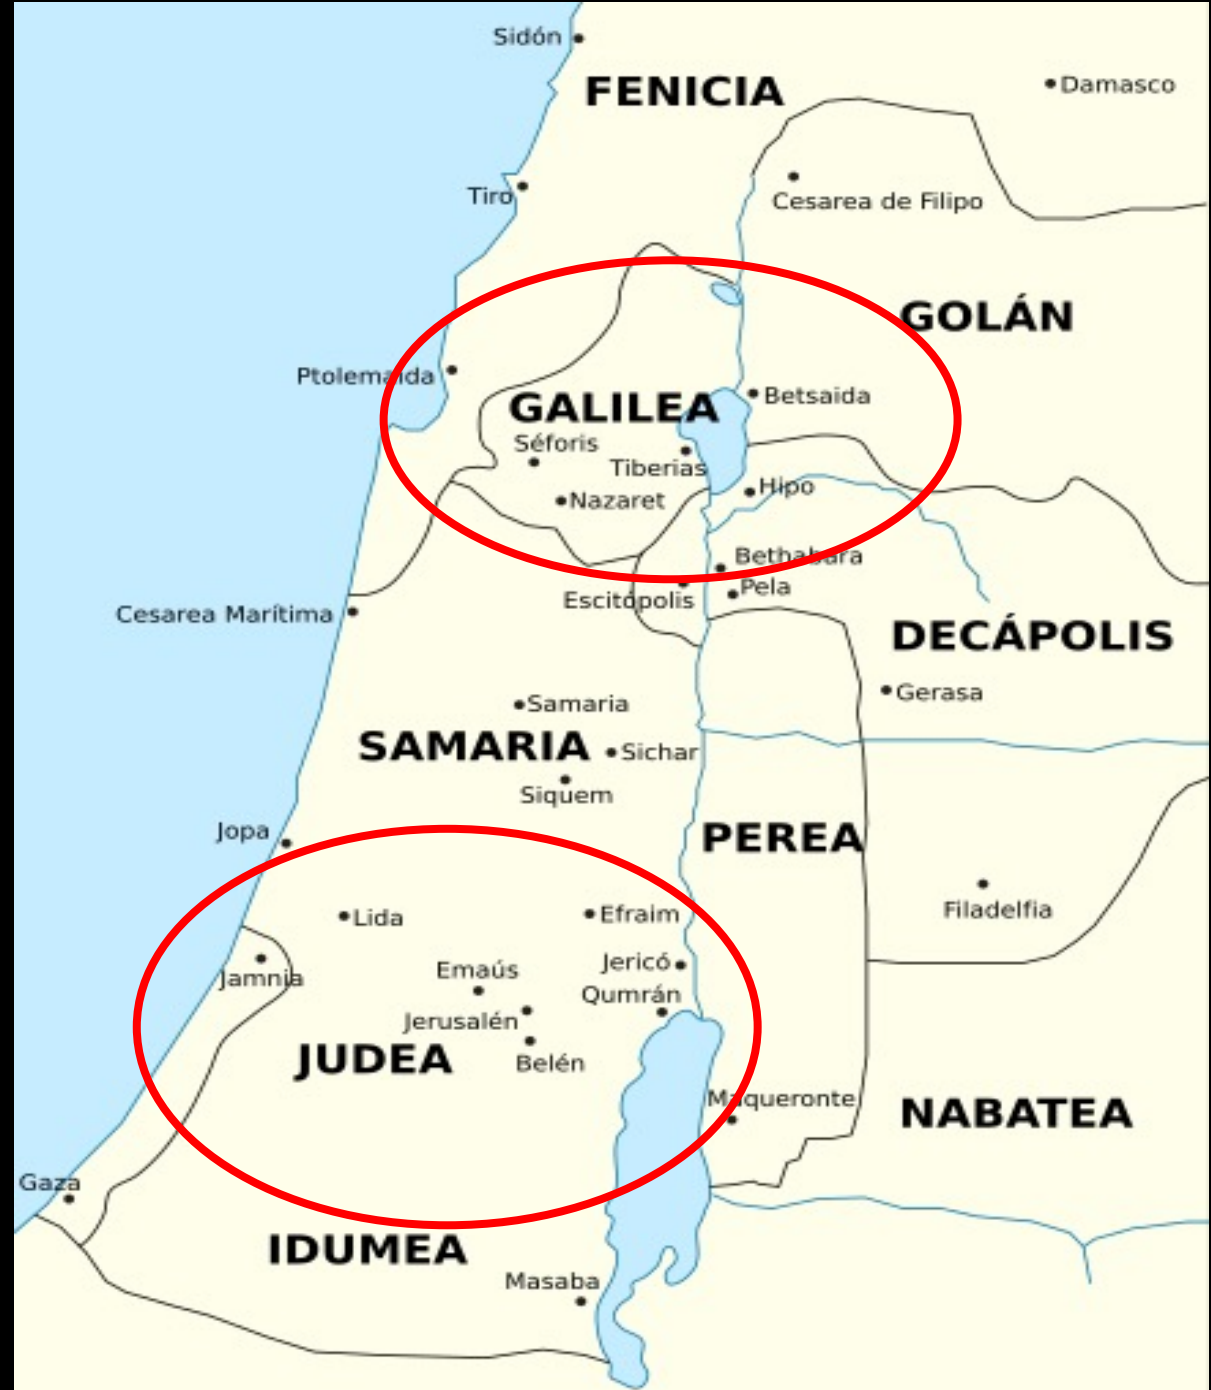 Sidón
FENICIA
Damasco
Tiro
Cesarea de Filipo
GOLÁN
Ptolemaida
Betsaida
GALILEA
Séforis
Tiberias
Hipo
Nazaret
Bethabara
Pela
Escitópolis
Cesarea Marítima
DECÁPOLIS
Gerasa
Samaria
SAMARIA
Sichar
Siquem
Jopa
PEREA
Filadelfia
Lida
Efraim
Jericó
Emaús
Jamnia
Qumrán
Jerusalén
JUDEA
Belén
Maqueronte
NABATEA
Gaza
IDUMEA
Masaba